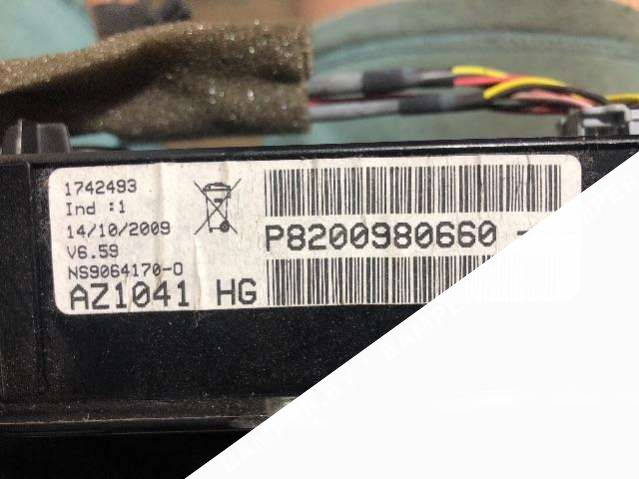 1742493
Ind :1
14/10/2009
V6.59
NS9064170-0
AZ1041 HG
P8200980660